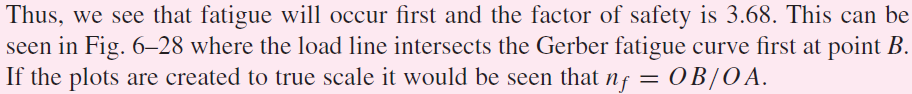 Thus, we see that fatigue will occur first and the factor of safety is 3.68. This can be
seen in Fig. 6–28 where the load line intersects the Gerber fatigue curve first at point B.
If the plots are created to true scale it would be seen that nf = OB/OA.